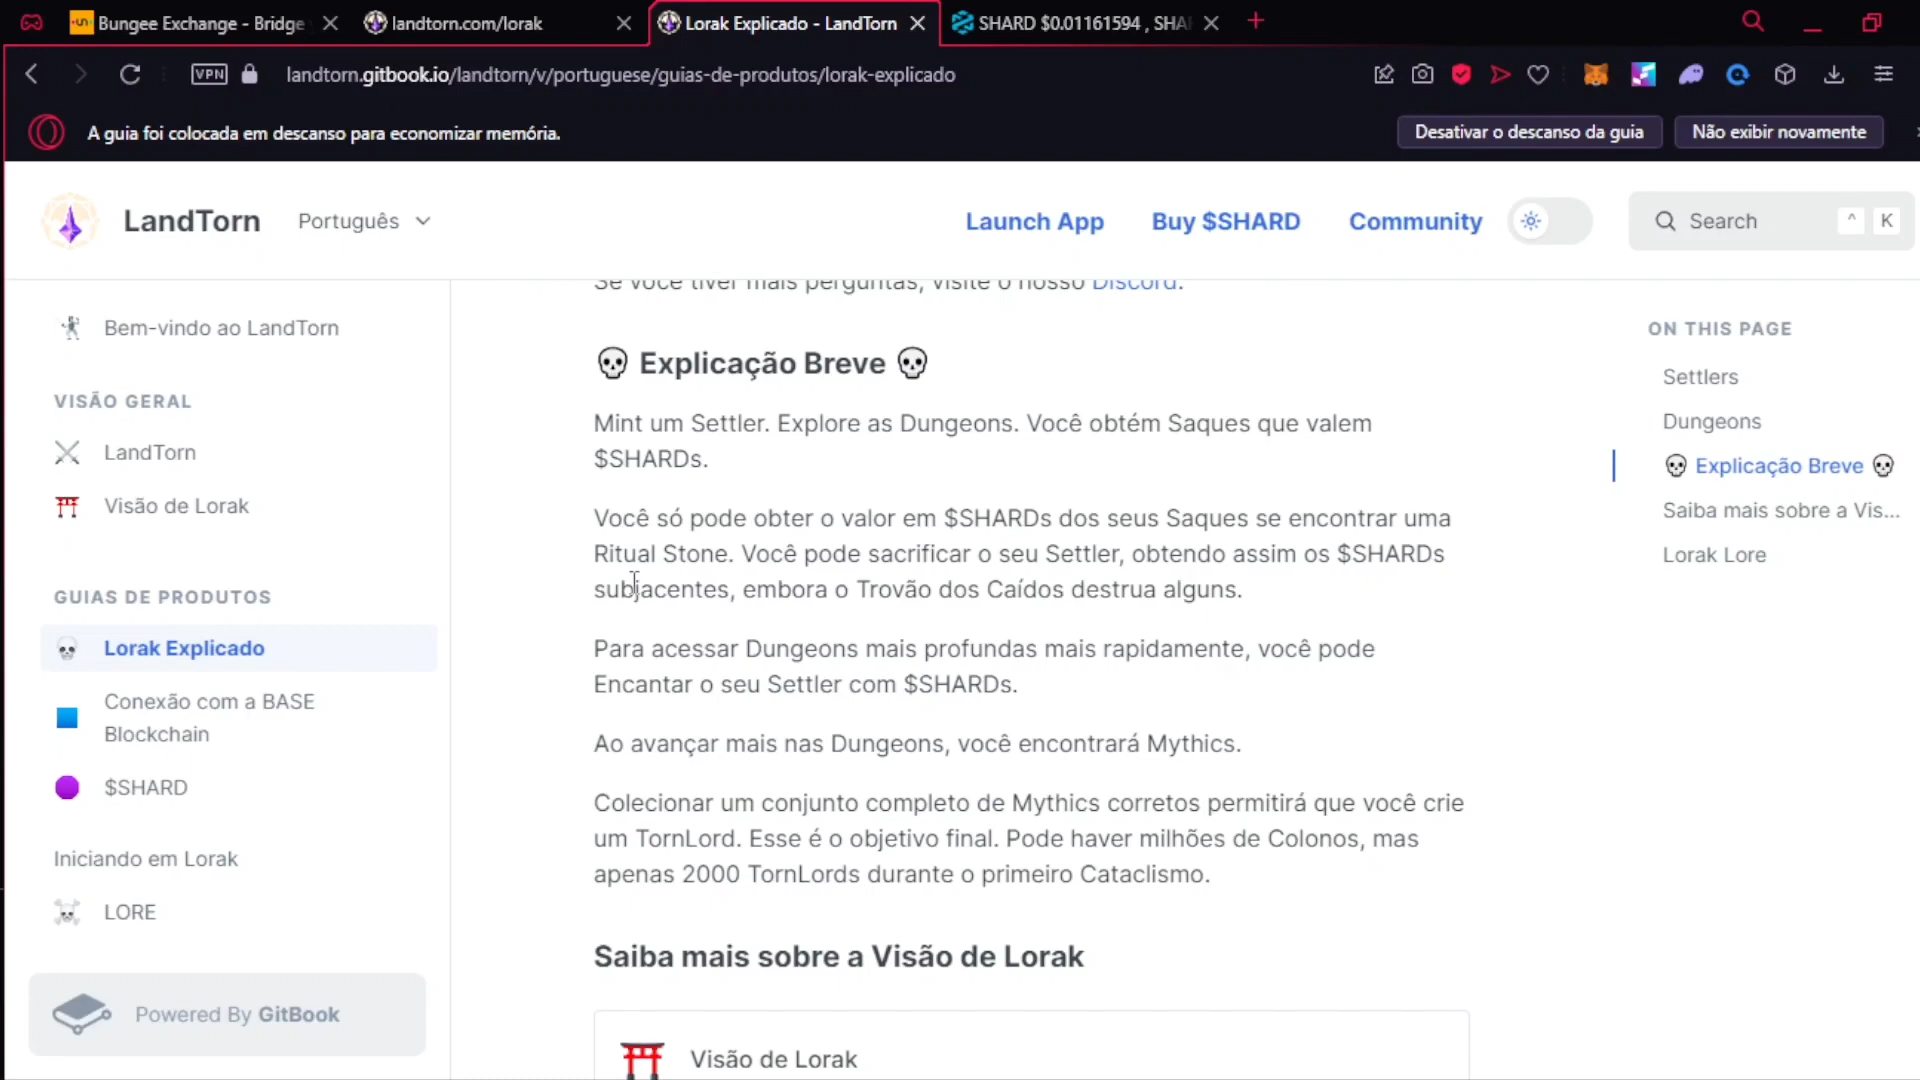 Bungee Exchange - Bridge
landtorn.com/lorak
Lorak Explicado - LandTorn
SHARD $0.01161594 , SHA
VPN
landtorn.gitbook.io/landtorn/v/portuguese/guias-de-produtos/lorak-explicado
A guia foi colocada em descanso para economizar memória.
Desativar o descanso da guia
Não exibir novamente
LandTorn
Português
Launch App
Buy $SHARD
Community
Search
^
K
Bem-vindo ao LandTorn
VISÃO GERAL
LandTorn
Visão de Lorak
GUIAS DE PRODUTOS
Lorak Explicado
Conexão com a BASE
Blockchain
$SHARD
Iniciando em Lorak
LORE
Powered By GitBook
Se você tiver mais perguntas, visite o nosso Discord.
Explicação Breve
Mint um Settler. Explore as Dungeons. Você obtém Saques que valem
$SHARDs.
Você só pode obter o valor em $SHARDs dos seus Saques se encontrar uma
Ritual Stone. Você pode sacrificar o seu Settler, obtendo assim os $SHARDs
subjacentes, embora o Trovão dos Caídos destrua alguns.
Para acessar Dungeons mais profundas mais rapidamente, você pode
Encantar o seu Settler com $SHARDs.
Ao avançar mais nas Dungeons, você encontrará Mythics.
Colecionar um conjunto completo de Mythics corretos permitirá que você crie
um TornLord. Esse é o objetivo final. Pode haver milhões de Colonos, mas
apenas 2000 TornLords durante o primeiro Cataclismo.
Saiba mais sobre a Visão de Lorak
Visão de Lorak
ON THIS PAGE
Settlers
Dungeons
Explicação Breve
Saiba mais sobre a Vis...
Lorak Lore